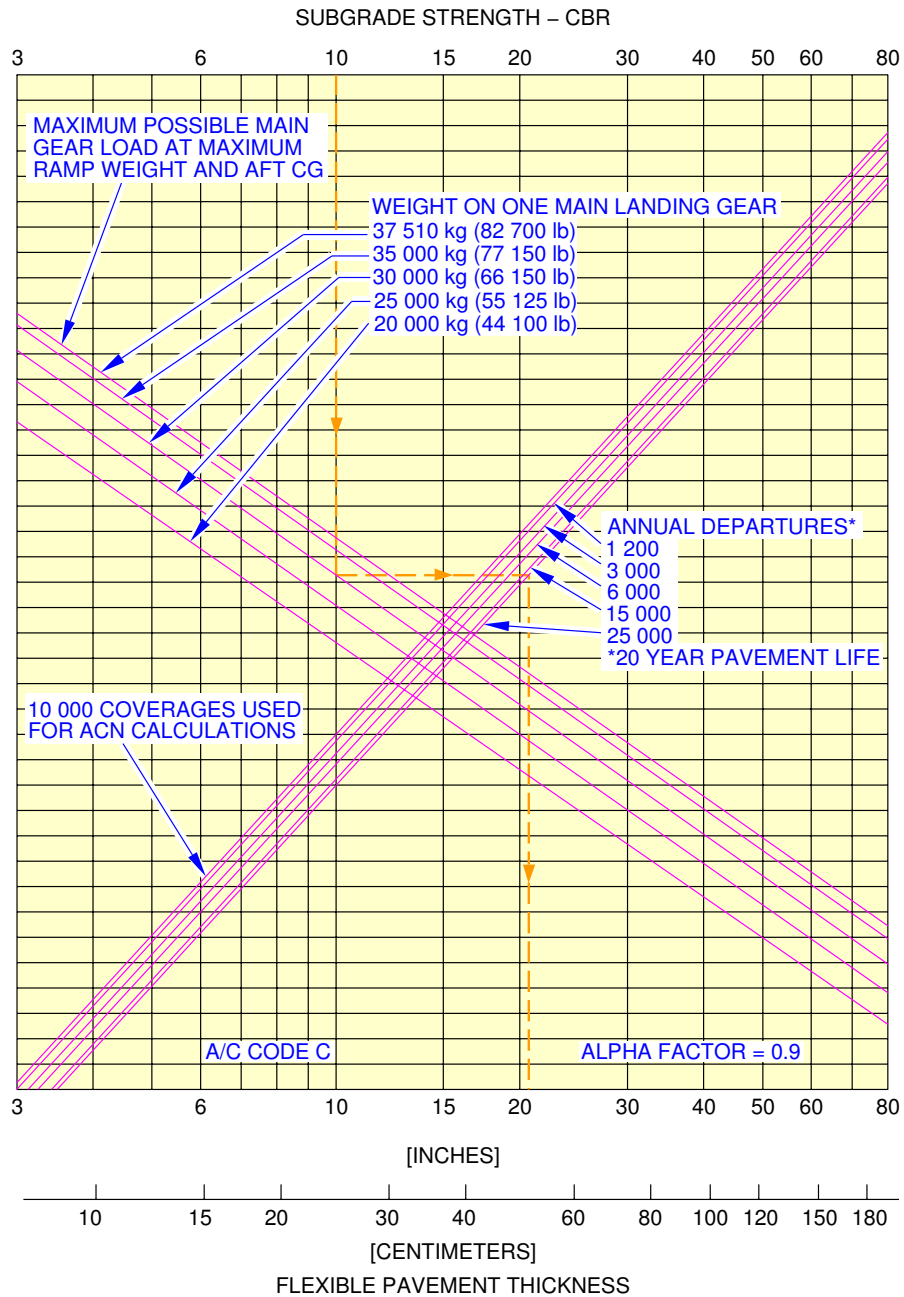 SUBGRADE STRENGTH – CBR
3 6 10 15 20 30 40 50 60 80
MAXIMUM POSSIBLE MAIN
GEAR LOAD AT MAXIMUM
RAMP WEIGHT AND AFT CG
WEIGHT ON ONE MAIN LANDING GEAR
37 510 kg (82 700 lb)
35 000 kg (77 150 lb)
30 000 kg (66 150 lb)
25 000 kg (55 125 lb)
20 000 kg (44 100 lb)
ANNUAL DEPARTURES*
1 200
3 000
6 000
15 000
25 000
*20 YEAR PAVEMENT LIFE
10 000 COVERAGES USED
FOR ACN CALCULATIONS
A/C CODE C
ALPHA FACTOR = 0.9
3 6 10 15 20 30 40 50 60 80
[INCHES]
10 15 20 30 40 60 80 100 120 150 180
[CENTIMETERS]
FLEXIBLE PAVEMENT THICKNESS